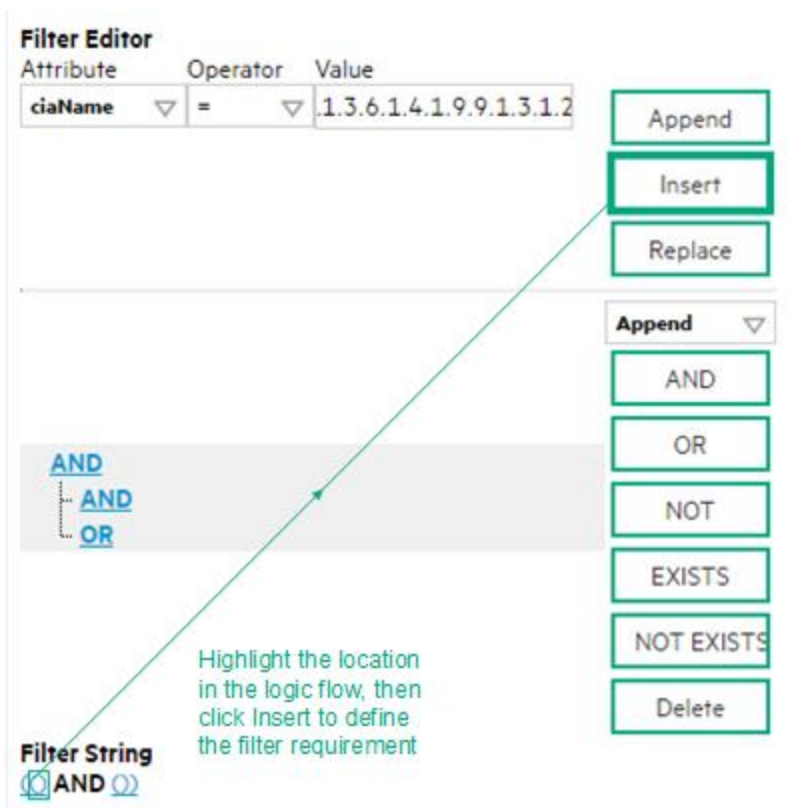 Filter Editor
Attribute Operator Value
ciaName = .1.3.6.1.4.1.9.9.1.3.1.2
Append
Insert
Replace
Append
AND
OR
NOT
EXISTS
NOT EXISTS
Delete
AND
AND
OR
Highlight the location
in the logic flow, then
click Insert to define
the filter requirement
Filter String
(() AND ())